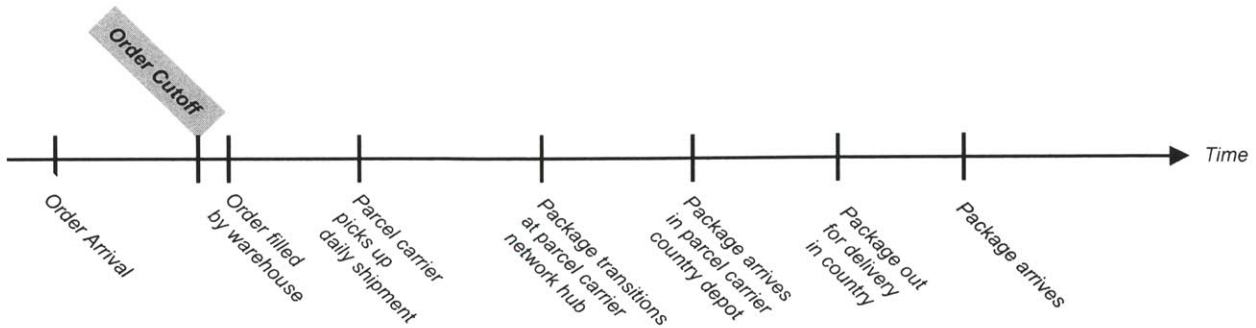 Order Cutoff
Time
Order Arrival
Order filled
by warehouse
Parcel carrier
picks up
daily shipment
Package transitions
at parcel carrier
network hub
Package arrives
in parcel carrier
country depot
Package out
for delivery
in country
Package arrives